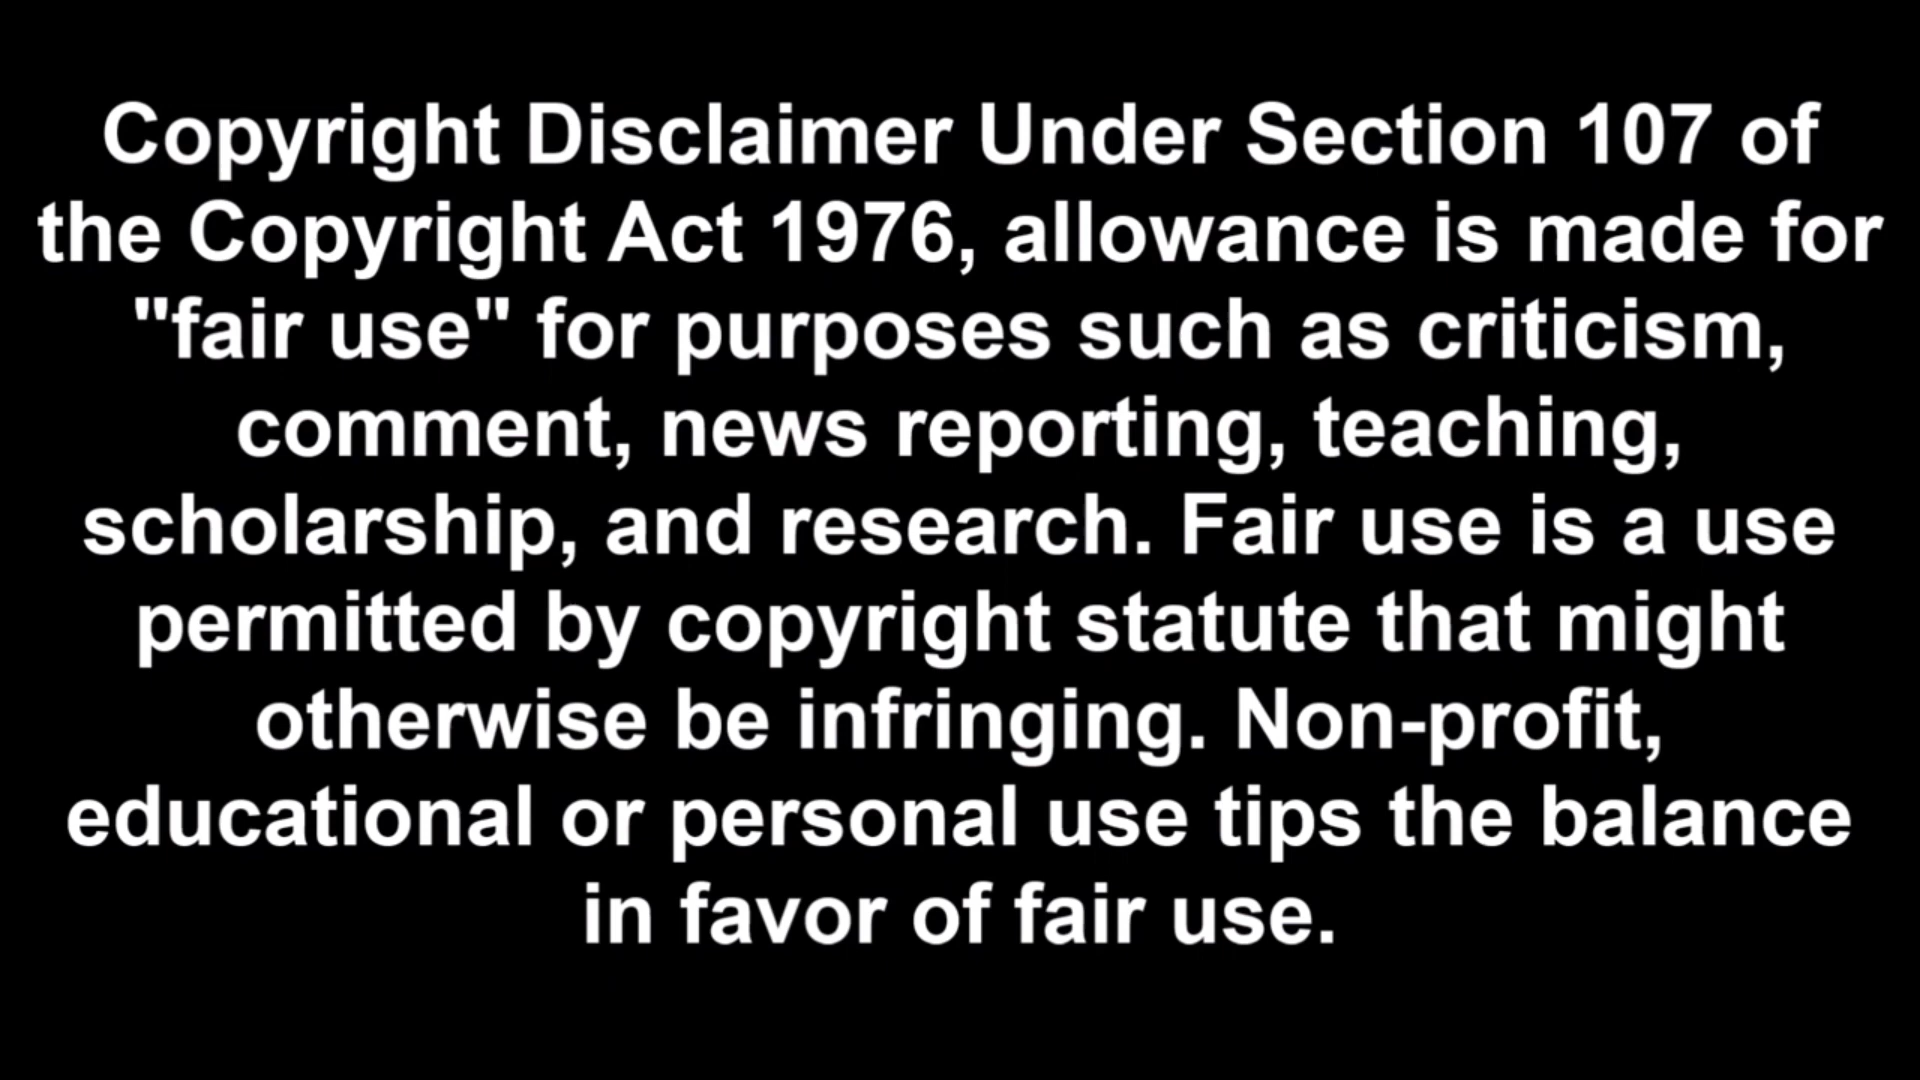 Copyright Disclaimer Under Section 107 of
the Copyright Act 1976, allowance is made for
"fair use" for purposes such as criticism,
comment, news reporting, teaching,
scholarship, and research. Fair use is a use
permitted by copyright statute that might
otherwise be infringing. Non-profit,
educational or personal use tips the balance
in favor of fair use.